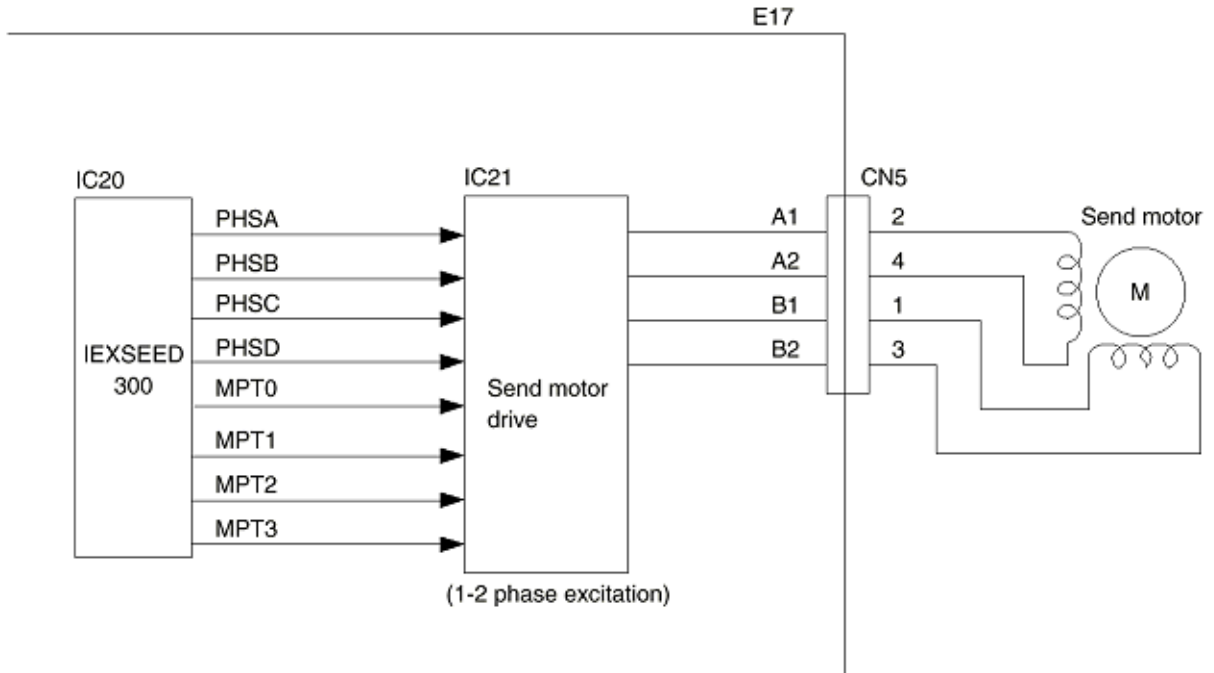 E17
IC20
IEXSEED
300
PHSA
PHSB
PHSC
PHSD
MPT0
MPT1
MPT2
MPT3
IC21
Send motor
drive
(1-2 phase excitation)
A1
A2
B1
B2
CN5
2
4
1
3
Send motor
M